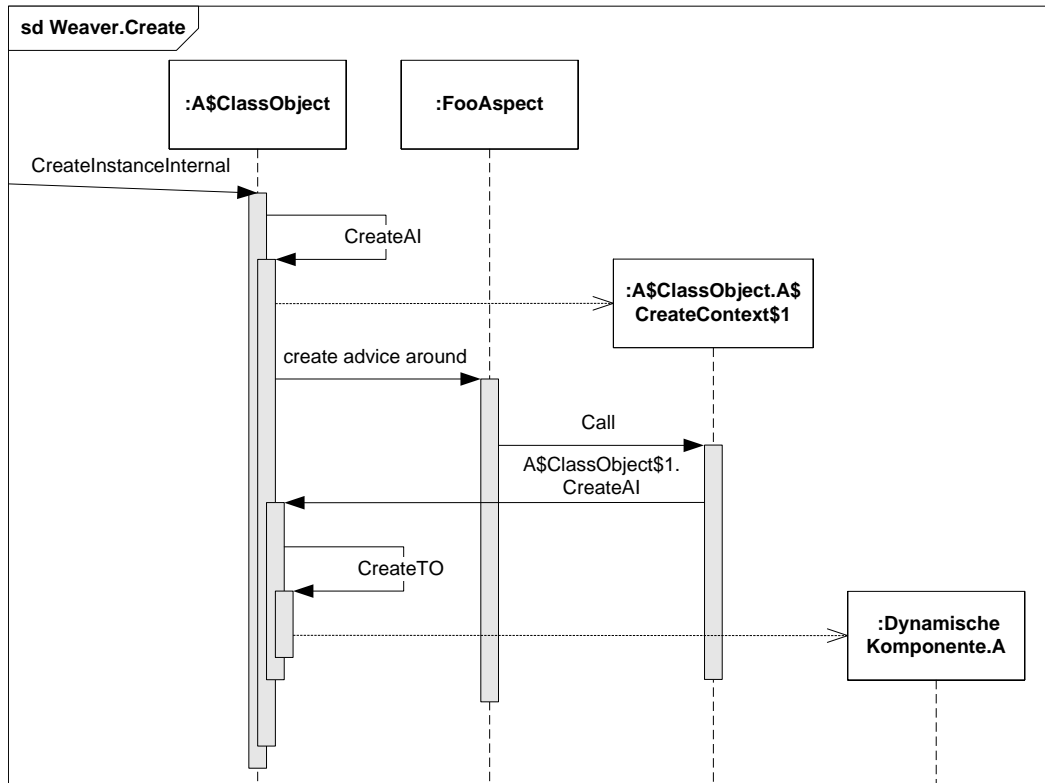 sd Weaver.Create
:A$ClassObject
:FooAspect
CreateInstanceInternal
CreateAI
:A$ClassObject.A$
CreateContext$1
create advice around
Call
A$ClassObject$1.
CreateAI
CreateTO
:Dynamische
Komponente.A